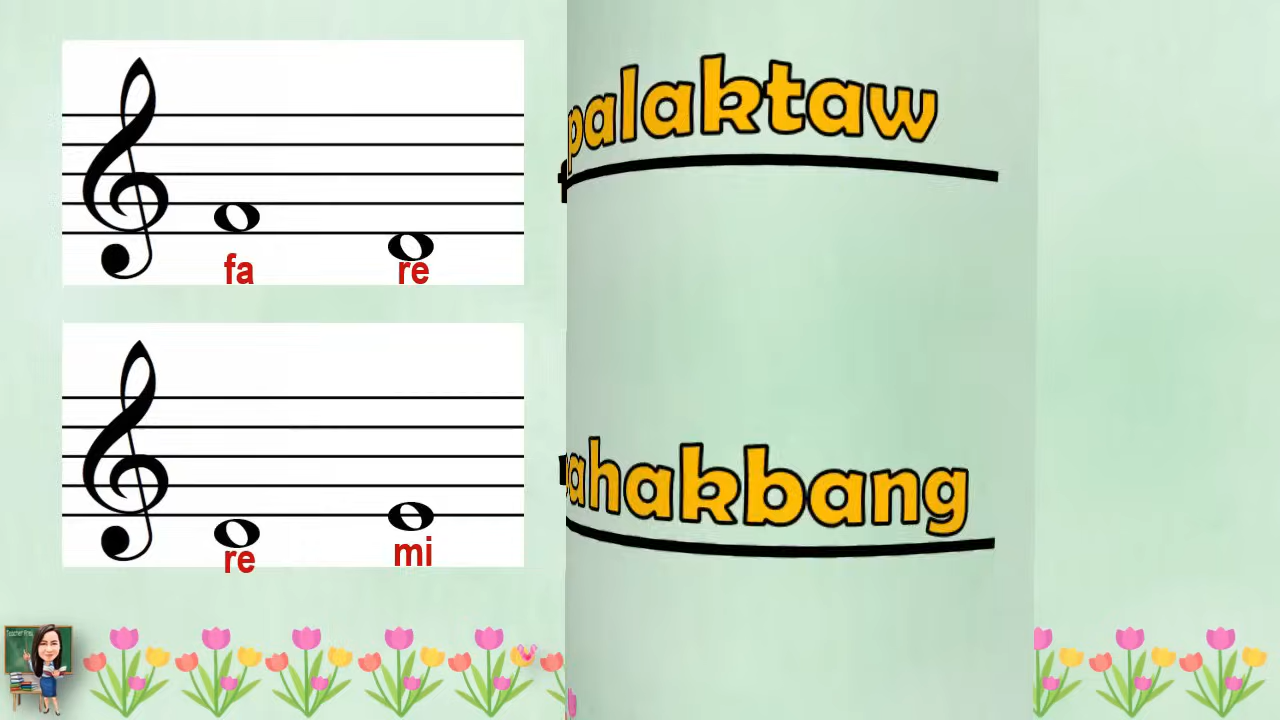 palaktaw
fa re
ahakbang
re mi